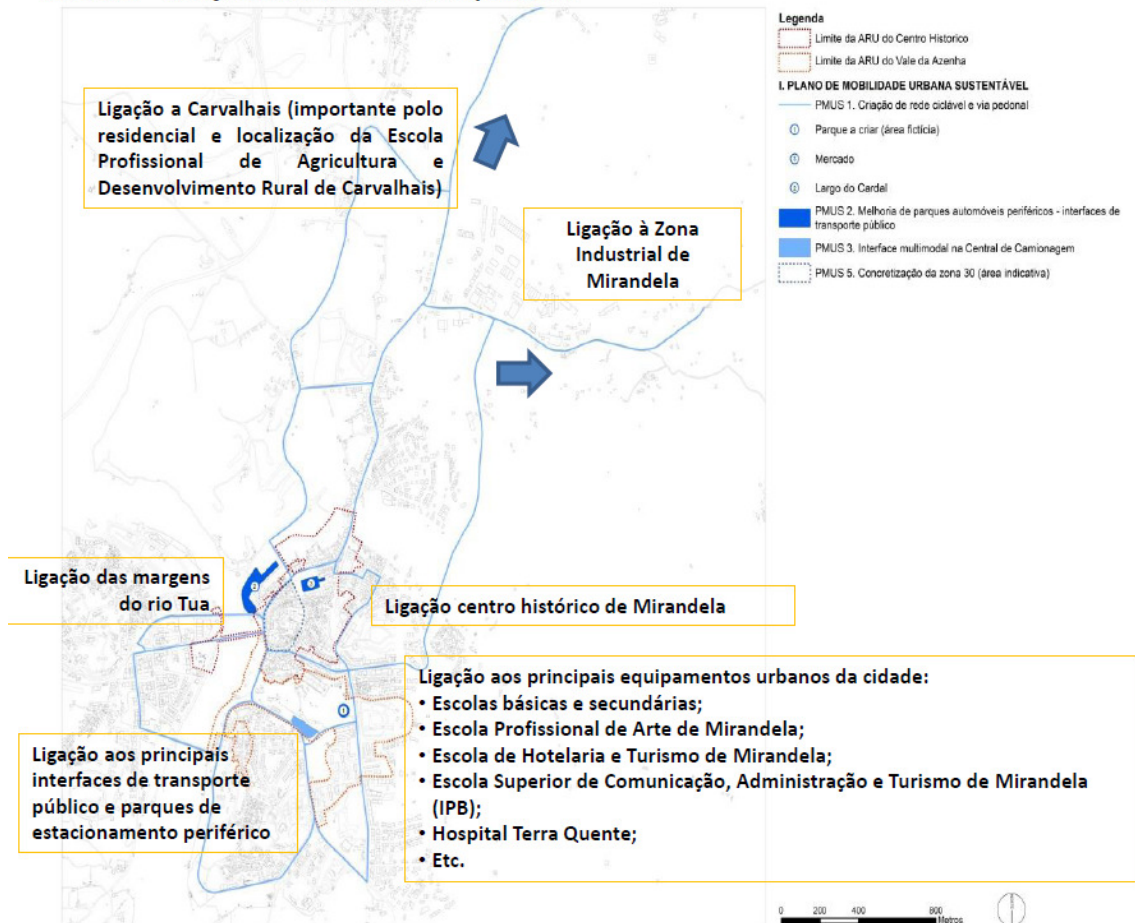 Ligação a Carvalhais (importante polo
residencial e localização da Escola
Profissional de Agricultura e
Desenvolvimento Rural de Carvalhais)
Ligação à Zona
Industrial de
Mirandela
Ligação das margens
do rio Tua
Ligação centro histórico de Mirandela
Ligação aos principais equipamentos urbanos da cidade:
• Escolas básicas e secundárias;
• Escola Profissional de Arte de Mirandela;
• Escola de Hotelaria e Turismo de Mirandela;
• Escola Superior de Comunicação, Administração e Turismo de Mirandela
(IPB);
• Hospital Terra Quente;
• Etc.
Ligação aos principais
interfaces de transporte
público e parques de
estacionamento periférico
Legenda
Limite da ARU do Centro Historico
Limite da ARU do Vale da Azenha
I. PLANO DE MOBILIDADE URBANA SUSTENTÁVEL
PMUS 1. Criação de rede ciclável e via pedonal
Parque a criar (área fictícia)
Mercado
2 Largo do Cardal
PMUS 2. Melhoria de parques automóveis periféricos - interfaces de
transporte público
PMUS 3. Interface multimodal na Central de Camionagem
PMUS 5. Concretização da zona 30 (área indicativa)
0 200 400 800
Metros